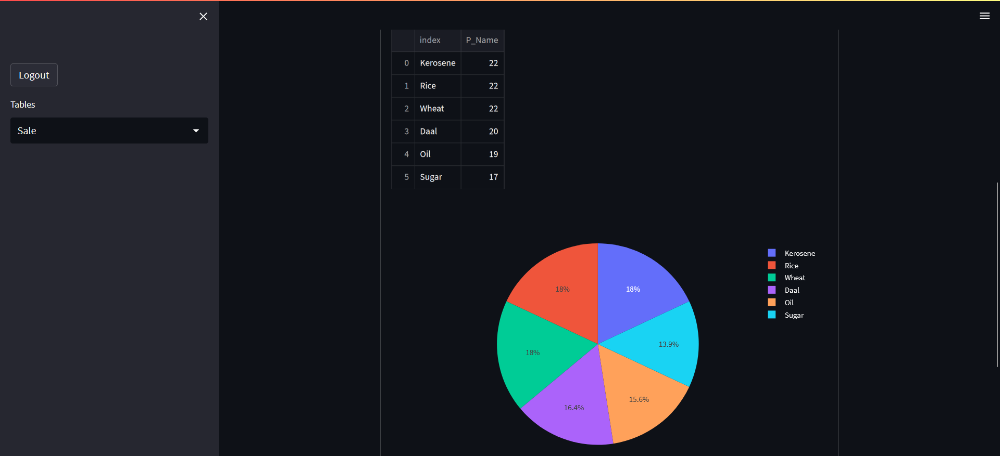 Logout
Tables
Sale
index P_Name
0 Kerosene 22
1 Rice 22
2 Wheat 22
3 Daal 20
4 Oil 19
5 Sugar 17
18%
18%
13.9%
15.6%
16.4%
18%
Kerosene
Rice
Wheat
Daal
Oil
Sugar